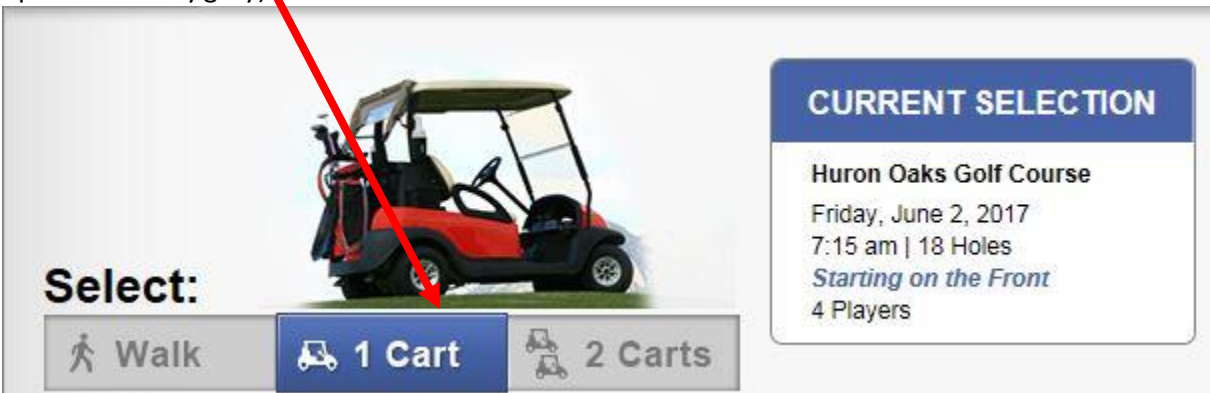 CURRENT SELECTION
Huron Oaks Golf Course
Friday, June 2, 2017
7:15 am | 18 Holes
Starting on the Front
4 Players
Select:
Walk
1 Cart
2 Carts